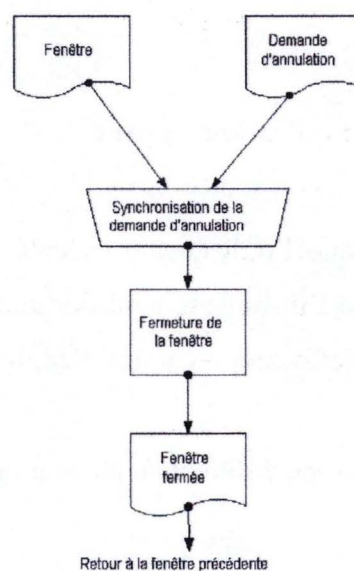 Fenêtre
Demande
d'annulation
Synchronisation de la
demande d'annulation
Fermeture de
la fenêtre
Fenêtre
fermée
Retour à la fenêtre précédente